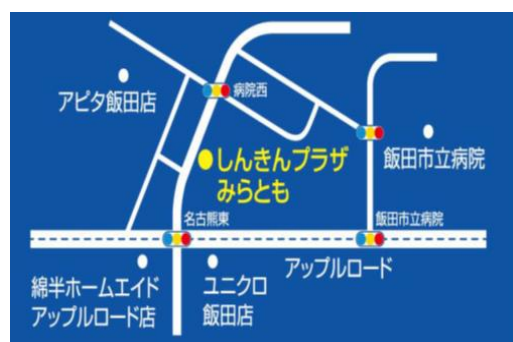 病院西
アピタ飯田店
しんきんプラザ
みらとも
飯田市立病院
名古熊東
飯田市立病院
アップルロード
綿半ホームエイド
アップルロード店
ユニクロ
飯田店